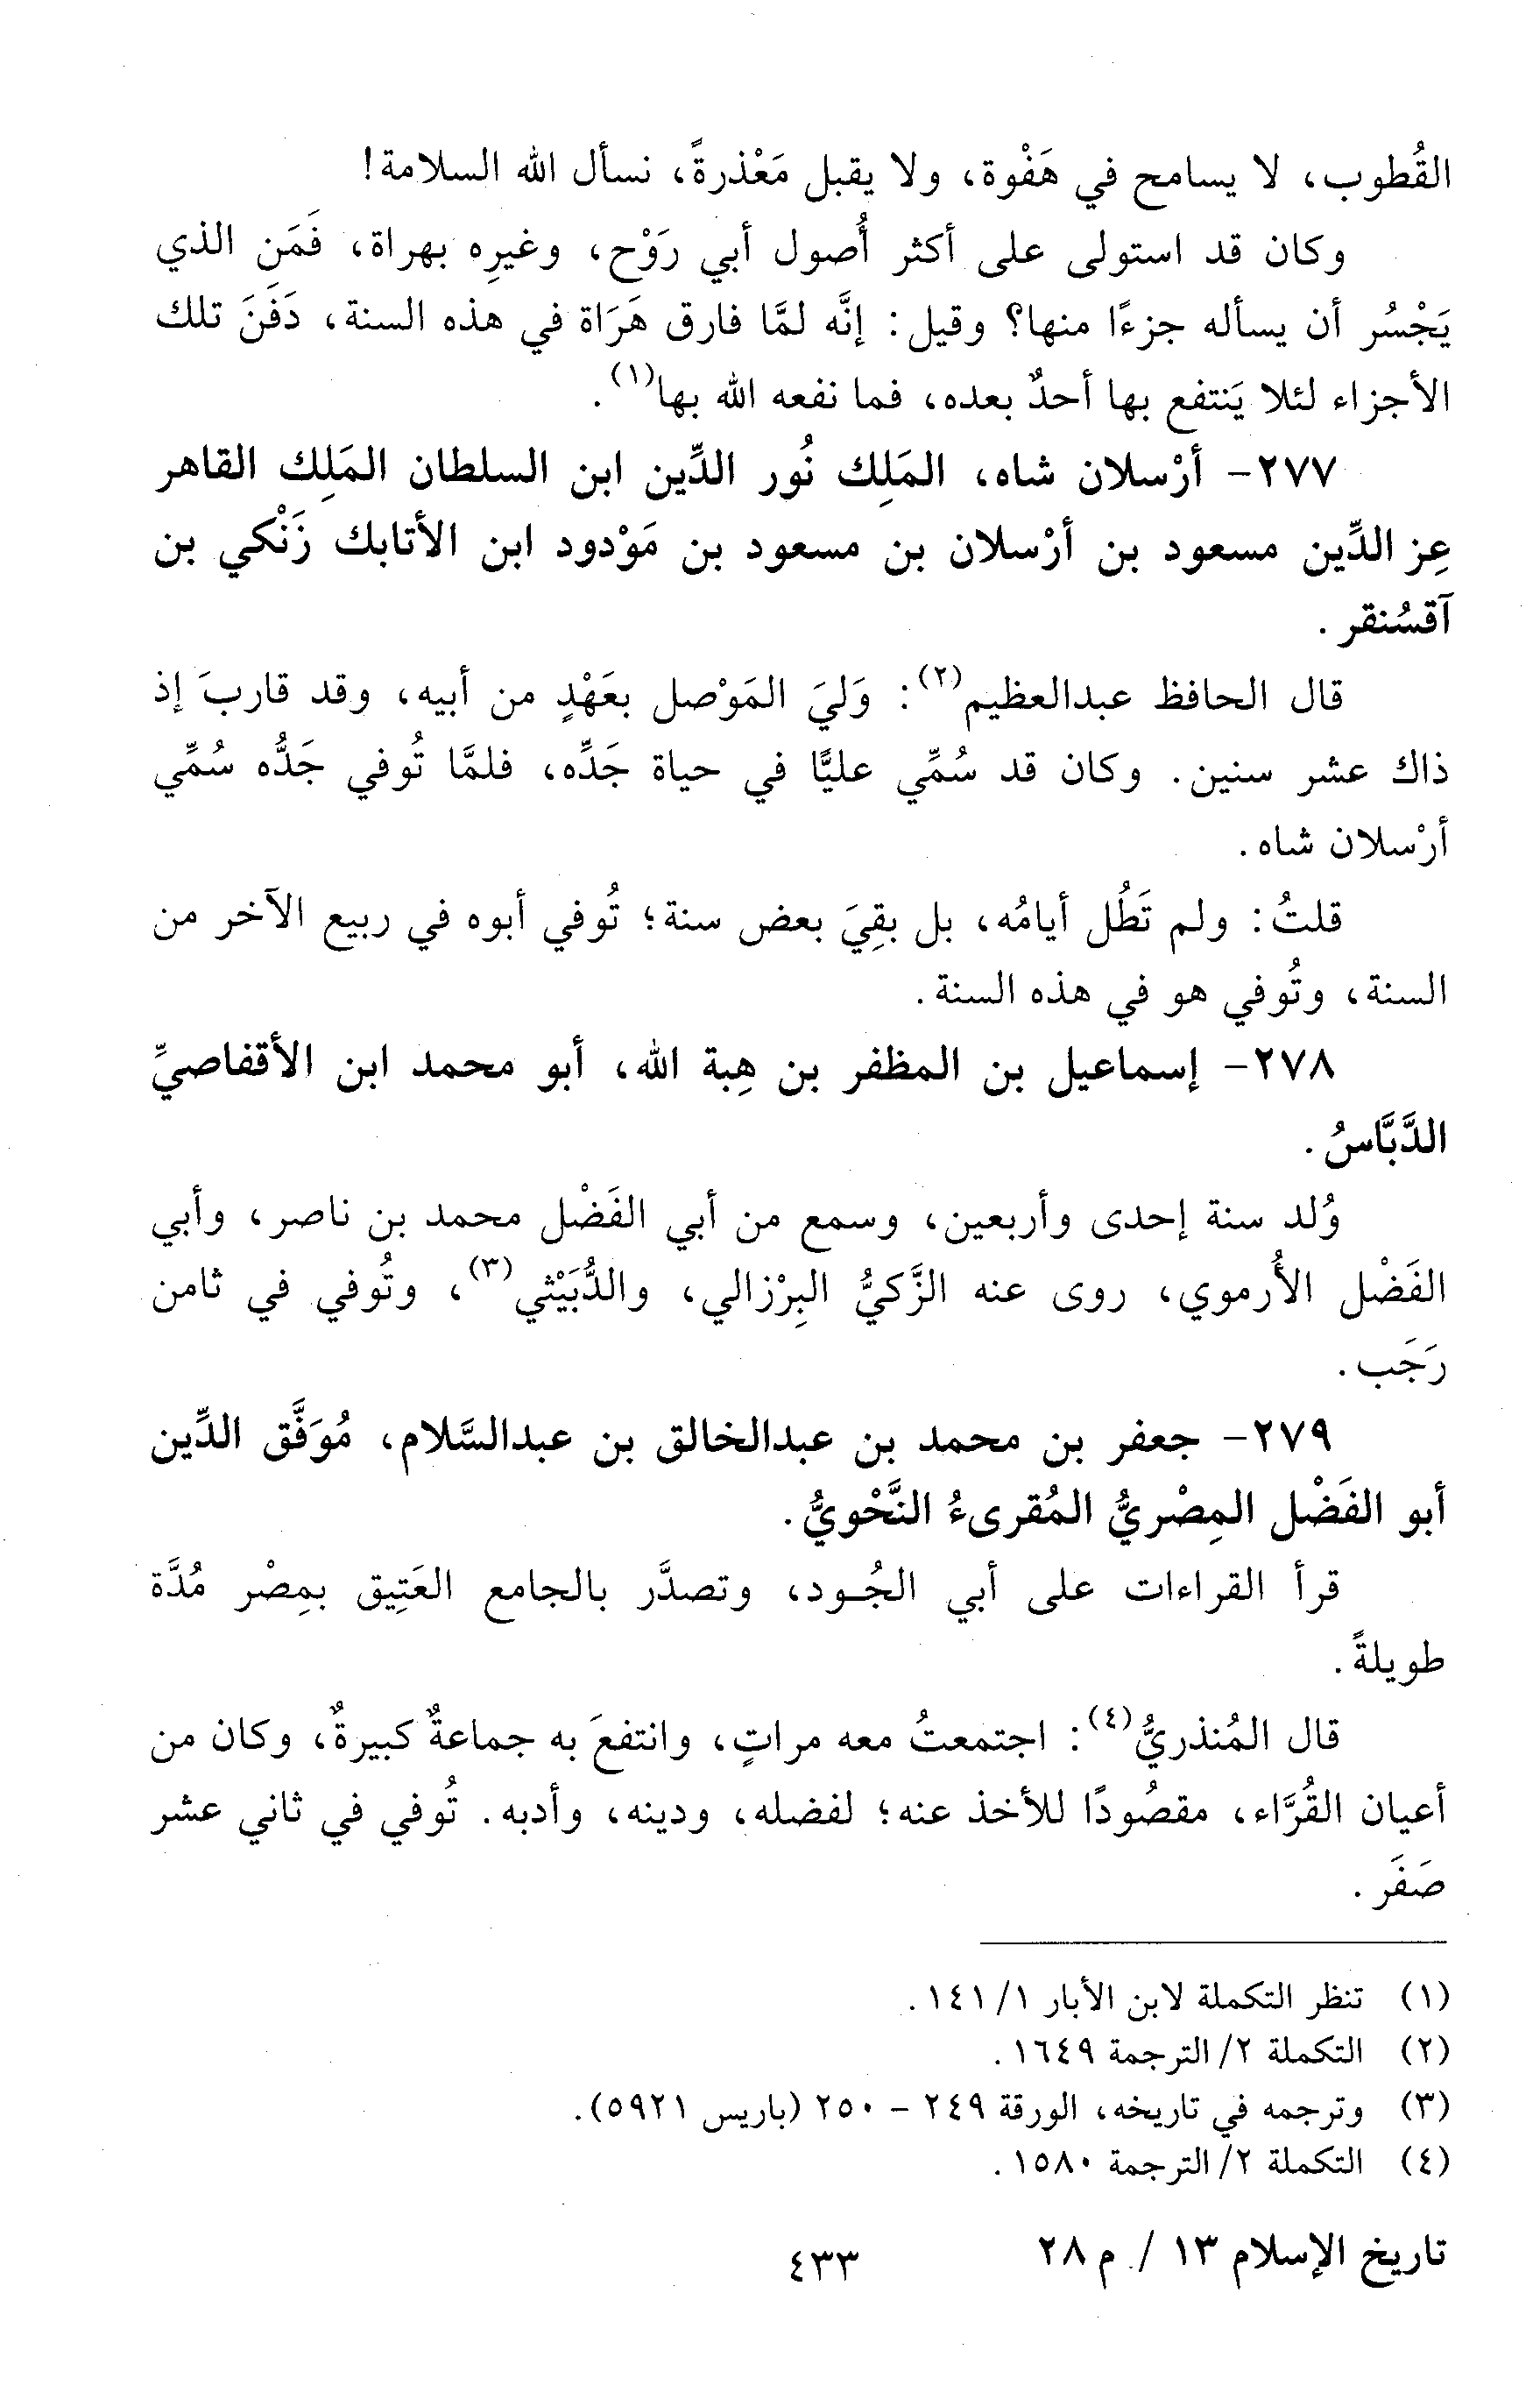 القُطوب، لا يسامح في هَفْوة، ولا يقبل مَعْذرةً، نسأل الله السلامة!
وكان قد استولى على أكثر أُصول أبي رَوْح، وغيرِه بهراة، فَمَن الذي
يَجْسُر أن يسأله جزءًا منها؟ وقيل: إنَّه لمَّا فارق هَرَاة في هذه السنة، دَفَنَ تلك
الأجزاء لئلا يَنتفع بها أحدٌ بعده، فما نفعه الله بها(١).
٢٧٧- أرْسلان شاه، المَلِك نُور الدِّين ابن السلطان المَلِك القاهر
عِز الدِّين مسعود بن أرْسلان بن مسعود بن مَوْدود ابن الأتابك زَنْكي بن
آقسُنقر.
قال الحافظ عبدالعظيم(٢): وَليَ المَوْصل بعَهْدٍ من أبيه، وقد قاربَ إذ
ذاك عشر سنين. وكان قد سُمِّي عليًّا في حياة جَدِّه، فلمَّا تُوفي جَدُّه سُمِّي
أرْسلان شاه.
قلتُ: ولم تَطُل أيامُه، بل بقِيَ بعض سنة؛ تُوفي أبوه في ربيع الآخر من
السنة، وتُوفي هو في هذه السنة.
٢٧٨- إسماعيل بن المظفر بن هِبة الله، أبو محمد ابن الأقفاصيِّ
الدَّبَّاسُ.
وُلد سنة إحدى وأربعين، وسمع من أبي الفَضْل محمد بن ناصر، وأبي
الفَضْل الأُرموي، روى عنه الزَّكيُّ البِرْزالي، والدُّبَيْثي(٣)، وتُوفي في ثامن
رَجَب.
٢٧٩- جعفر بن محمد بن عبدالخالق بن عبدالسَّلام، مُوَفَّق الدِّين
أبو الفَضْل المِصْريُّ المُقرىءُ النَّحْويُّ.
قرأ القراءات على أبي الجُـود، وتصدَّر بالجامع العَتِيق بمِصْر مُدَّة
طويلةً.
قال المُنذريُّ(٤): اجتمعتُ معه مراتٍ، وانتفعَ به جماعةٌ كبيرةٌ، وكان من
أعيان القُرَّاء، مقصُودًا للأخذ عنه؛ لفضله، ودينه، وأدبه. تُوفي في ثاني عشر
صَفَر.
(١) تنظر التكملة لابن الأبار ١/ ١٤١.
(٢) التكملة ٢/ الترجمة ١٦٤٩.
(٣) وترجمه في تاريخه، الورقة ٢٤٩ - ٢٥٠ (باريس ٥٩٢١).
(٤) التكملة ٢/ الترجمة ١٥٨٠.
تاريخ الإسلام ١٣ / م ٢٨
٤٣٣